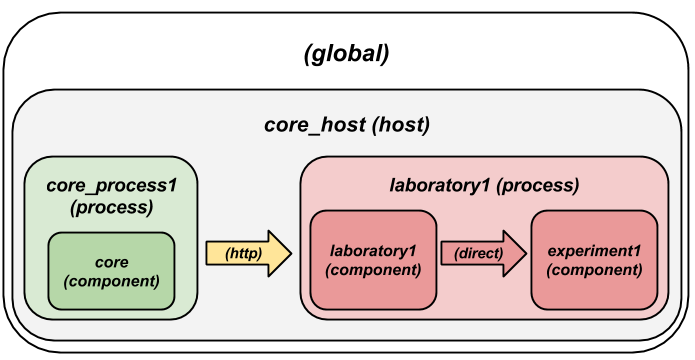 (global)
core_host (host)
core_process1
(process)
core
(component)
(http)
laboratory1 (process)
laboratory1
(component)
(direct)
experiment1
(component)